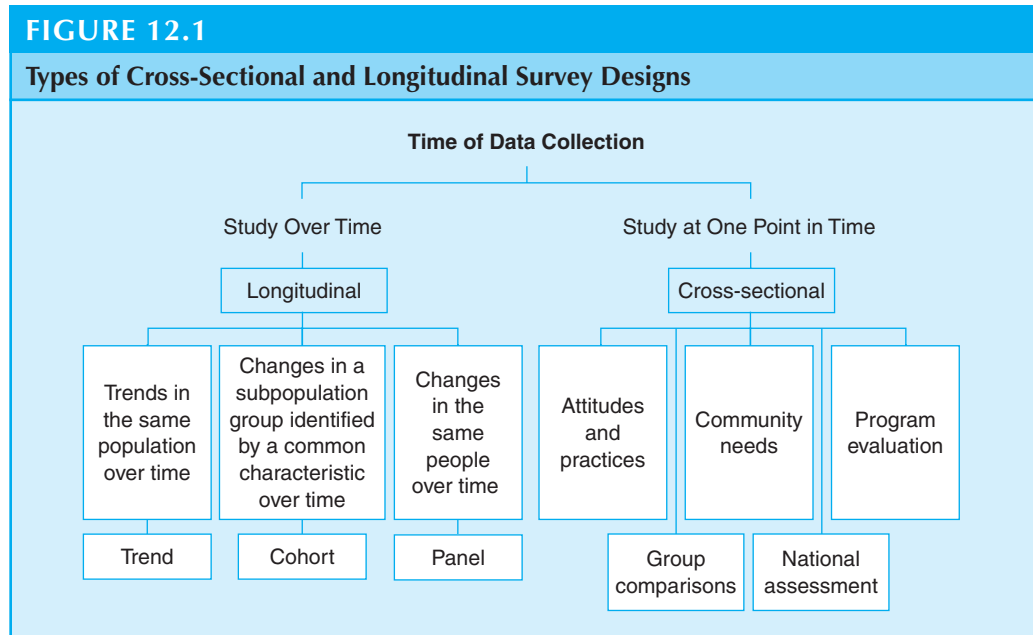 FIGURE 12.1
Types of Cross-Sectional and Longitudinal Survey Designs
Time of Data Collection
Study Over Time
Study at One Point in Time
Longitudinal
Cross-sectional
Trends in
the same
population
over time
Changes in a
subpopulation
group identified
by a common
characteristic
over time
Changes
in the
same
people
over time
Attitudes
and
practices
Community
needs
Program
evaluation
Trend
Cohort
Panel
Group
comparisons
National
assessment